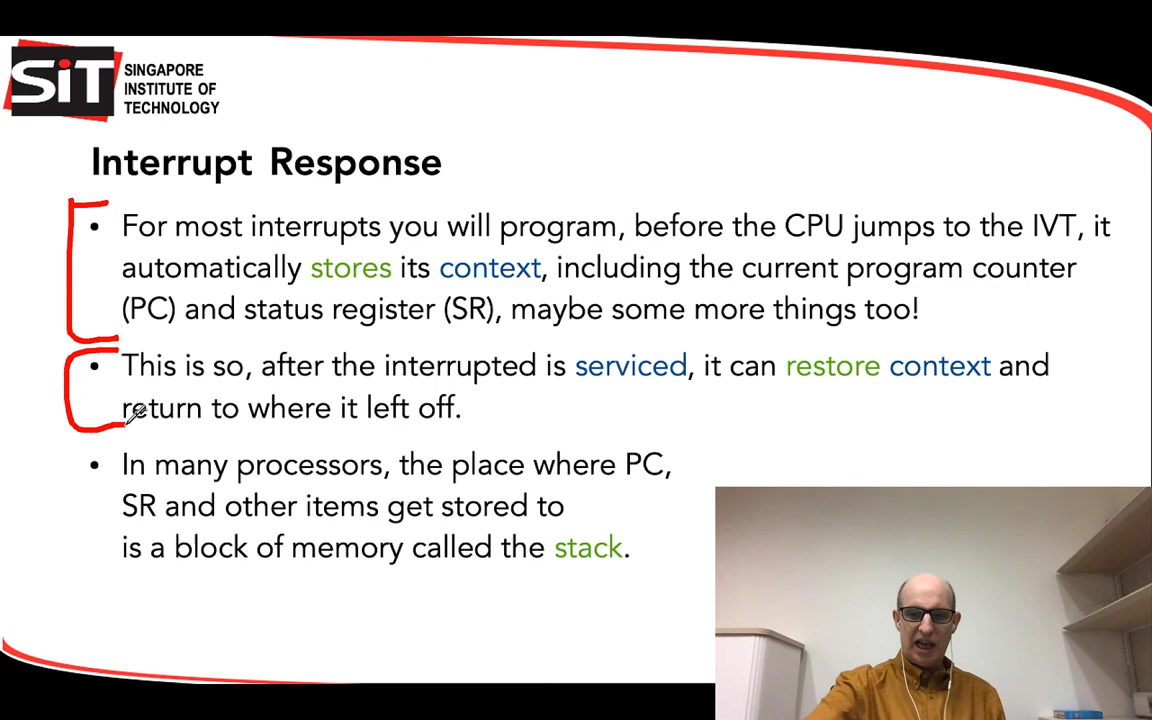 SiT
SINGAPORE
INSTITUTE OF
TECHNOLOGY
Interrupt Response
• For most interrupts you will program, before the CPU jumps to the IVT, it
automatically stores its context, including the current program counter
(PC) and status register (SR), maybe some more things too!
• This is so, after the interrupted is serviced, it can restore context and
return to where it left off.
• In many processors, the place where PC,
SR and other items get stored to
is a block of memory called the stack.